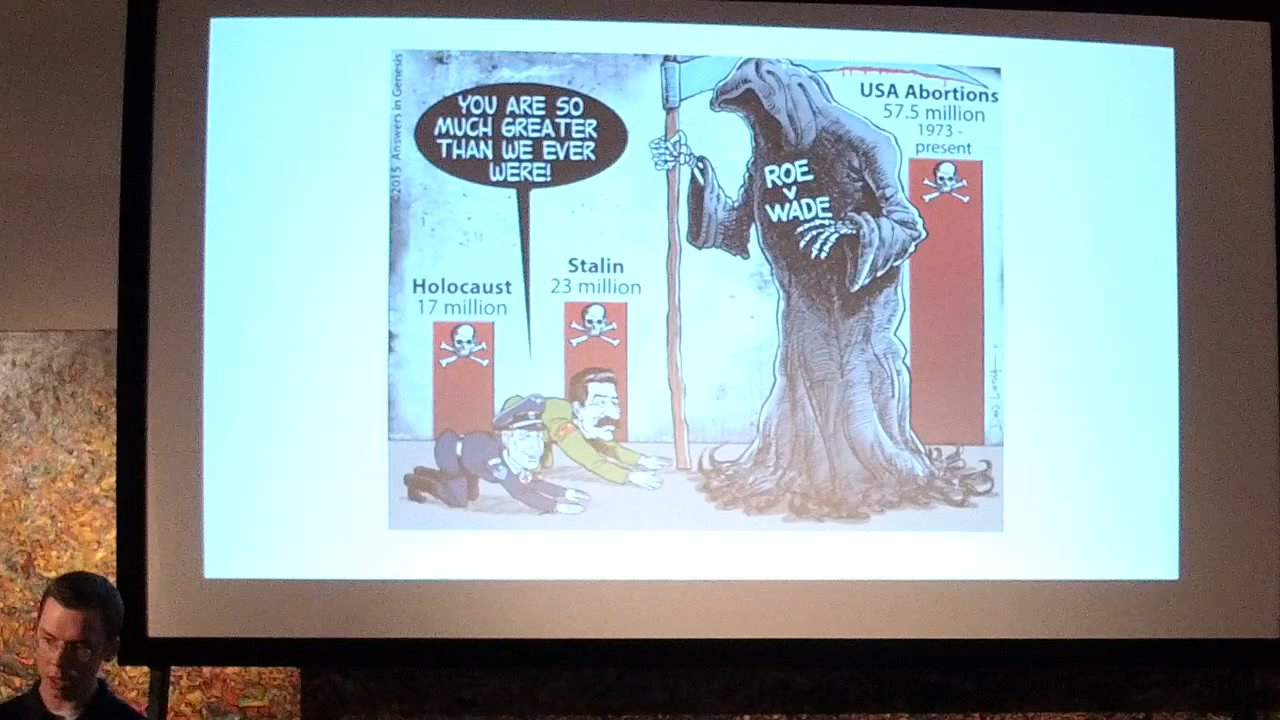 ©2015 Answers in Genesis
YOU ARE SO
MUCH GREATER
THAN WE EVER
WERE!
Holocaust
17 million
Stalin
23 million
ROE
V
WADE
USA Abortions
57.5 million
1973 -
present